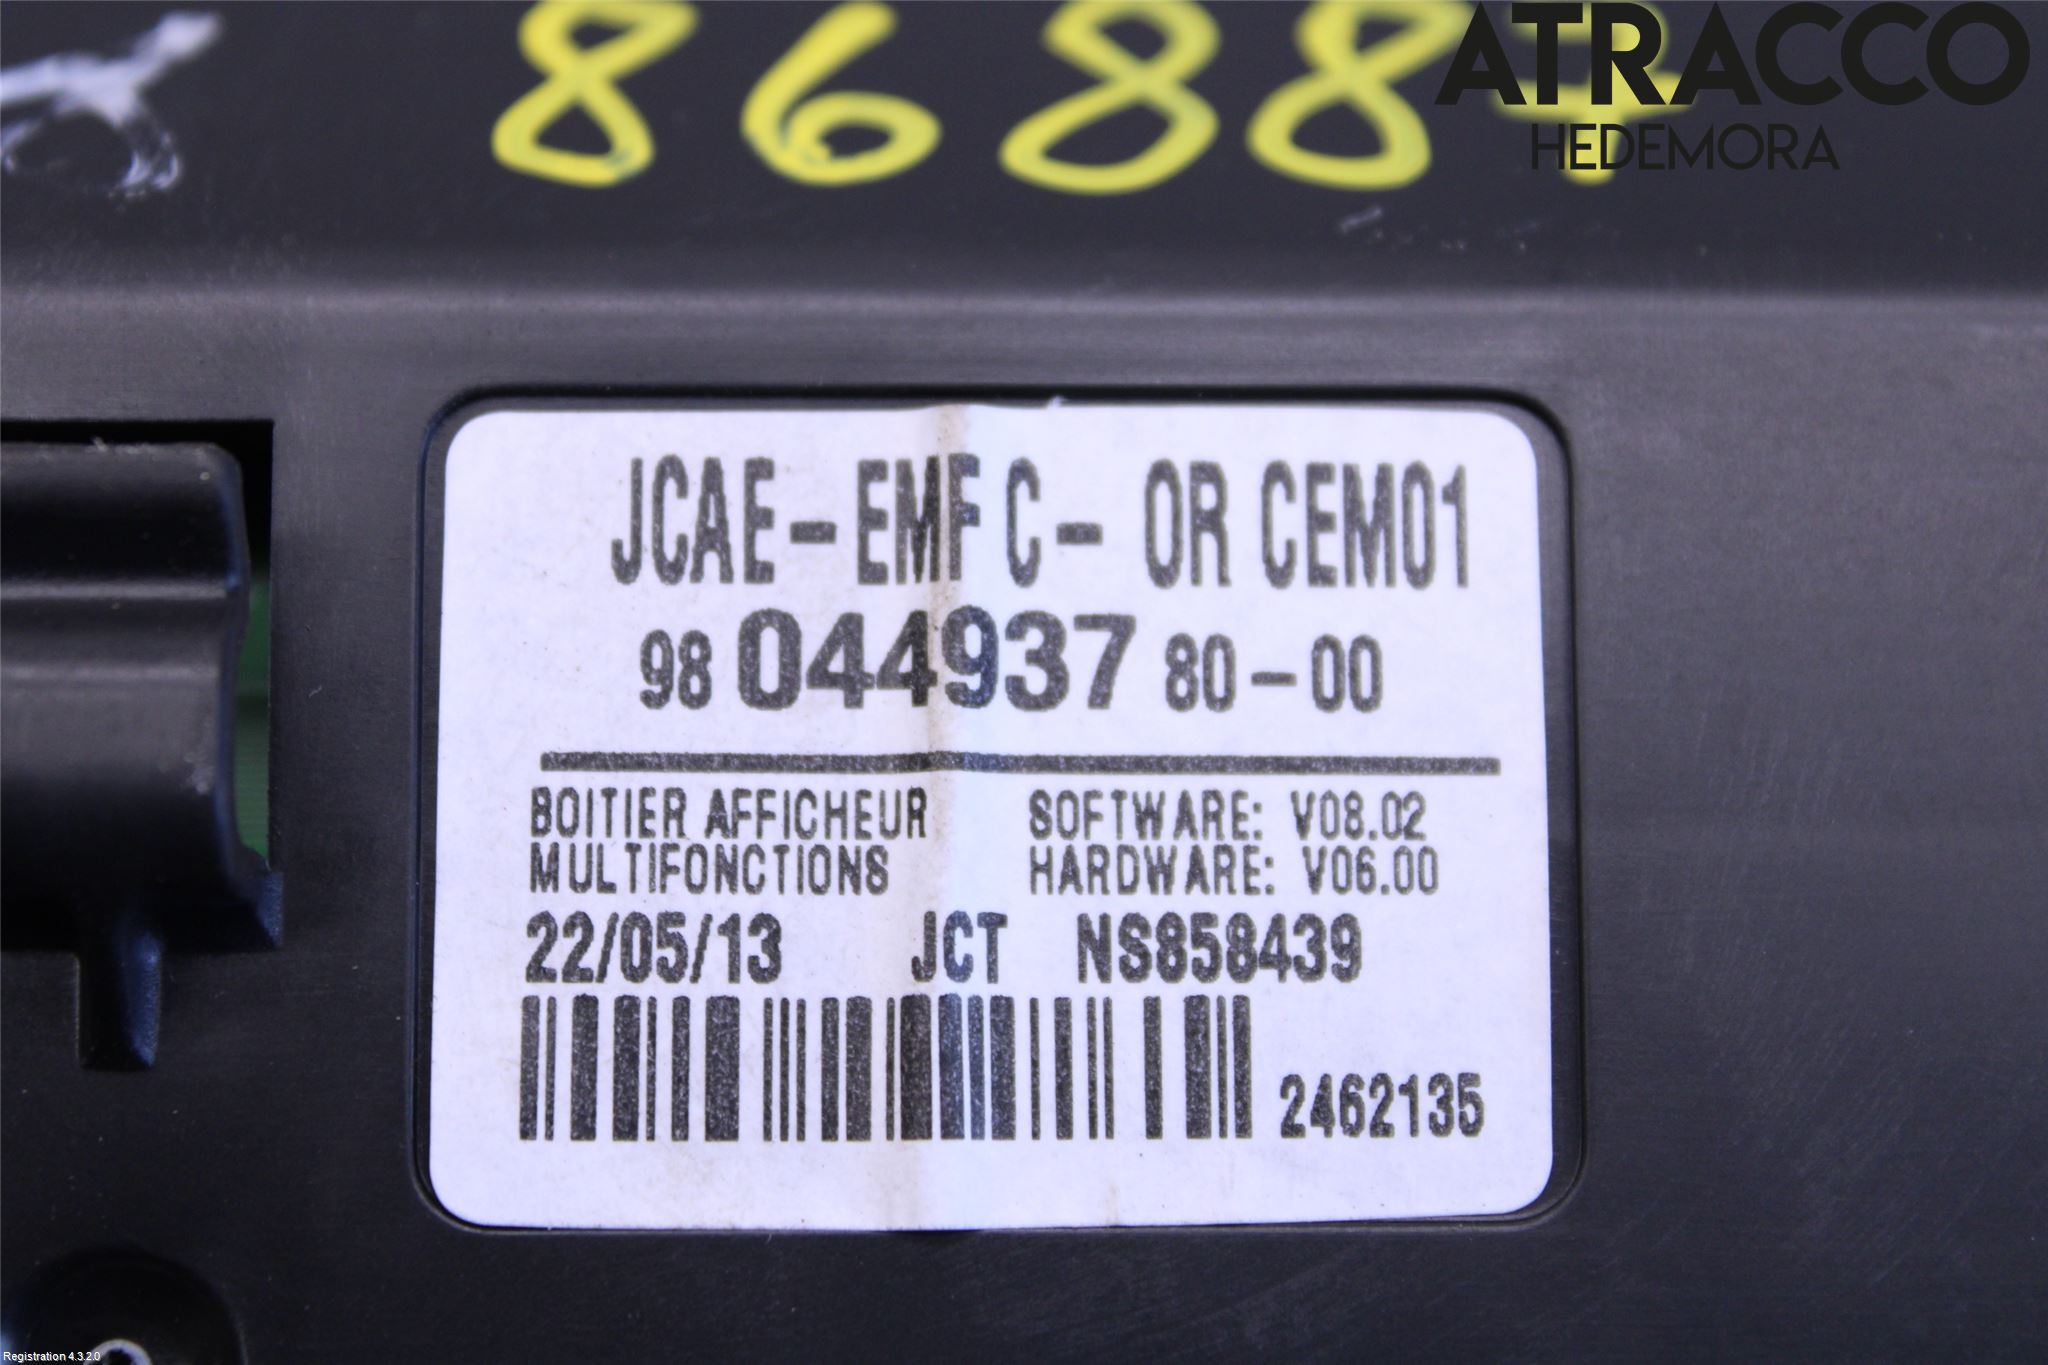 8688
ATRACCO
HEDEMORA
JCAE-EMF C- OR CEM01
98 044937 80-00
BOITIER AFFICHEUR SOFTWARE: V08.02
MULTIFONCTIONS HARDWARE: V06.00
22/05/13 JCT NS858439
2462135
Registration 4.3.2.0